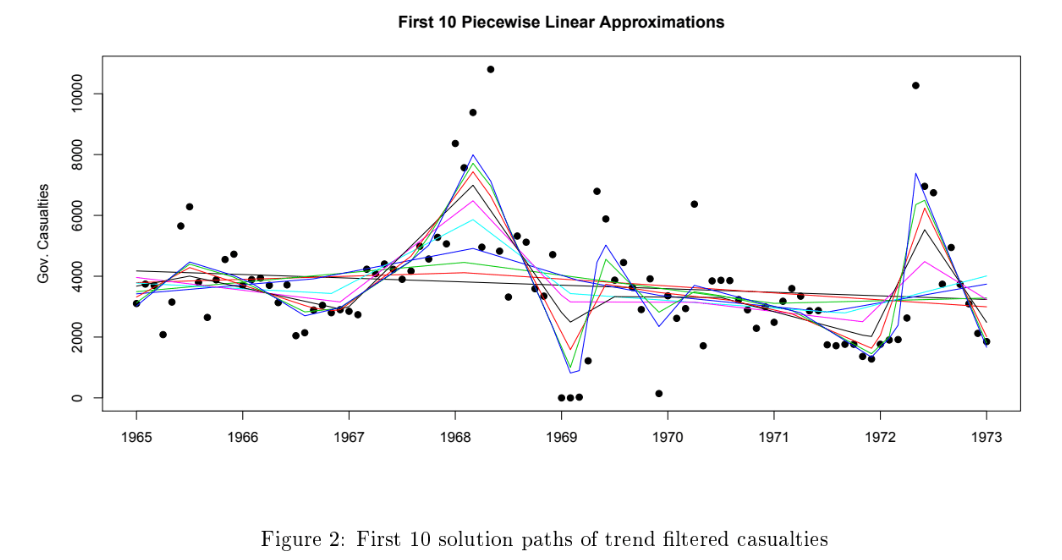 First 10 Piecewise Linear Approximations
Gov. Casualties
10000
8000
6000
4000
2000
0
1965 1966 1967 1968 1969 1970 1971 1972 1973
Figure 2: First 10 solution paths of trend filtered casualties